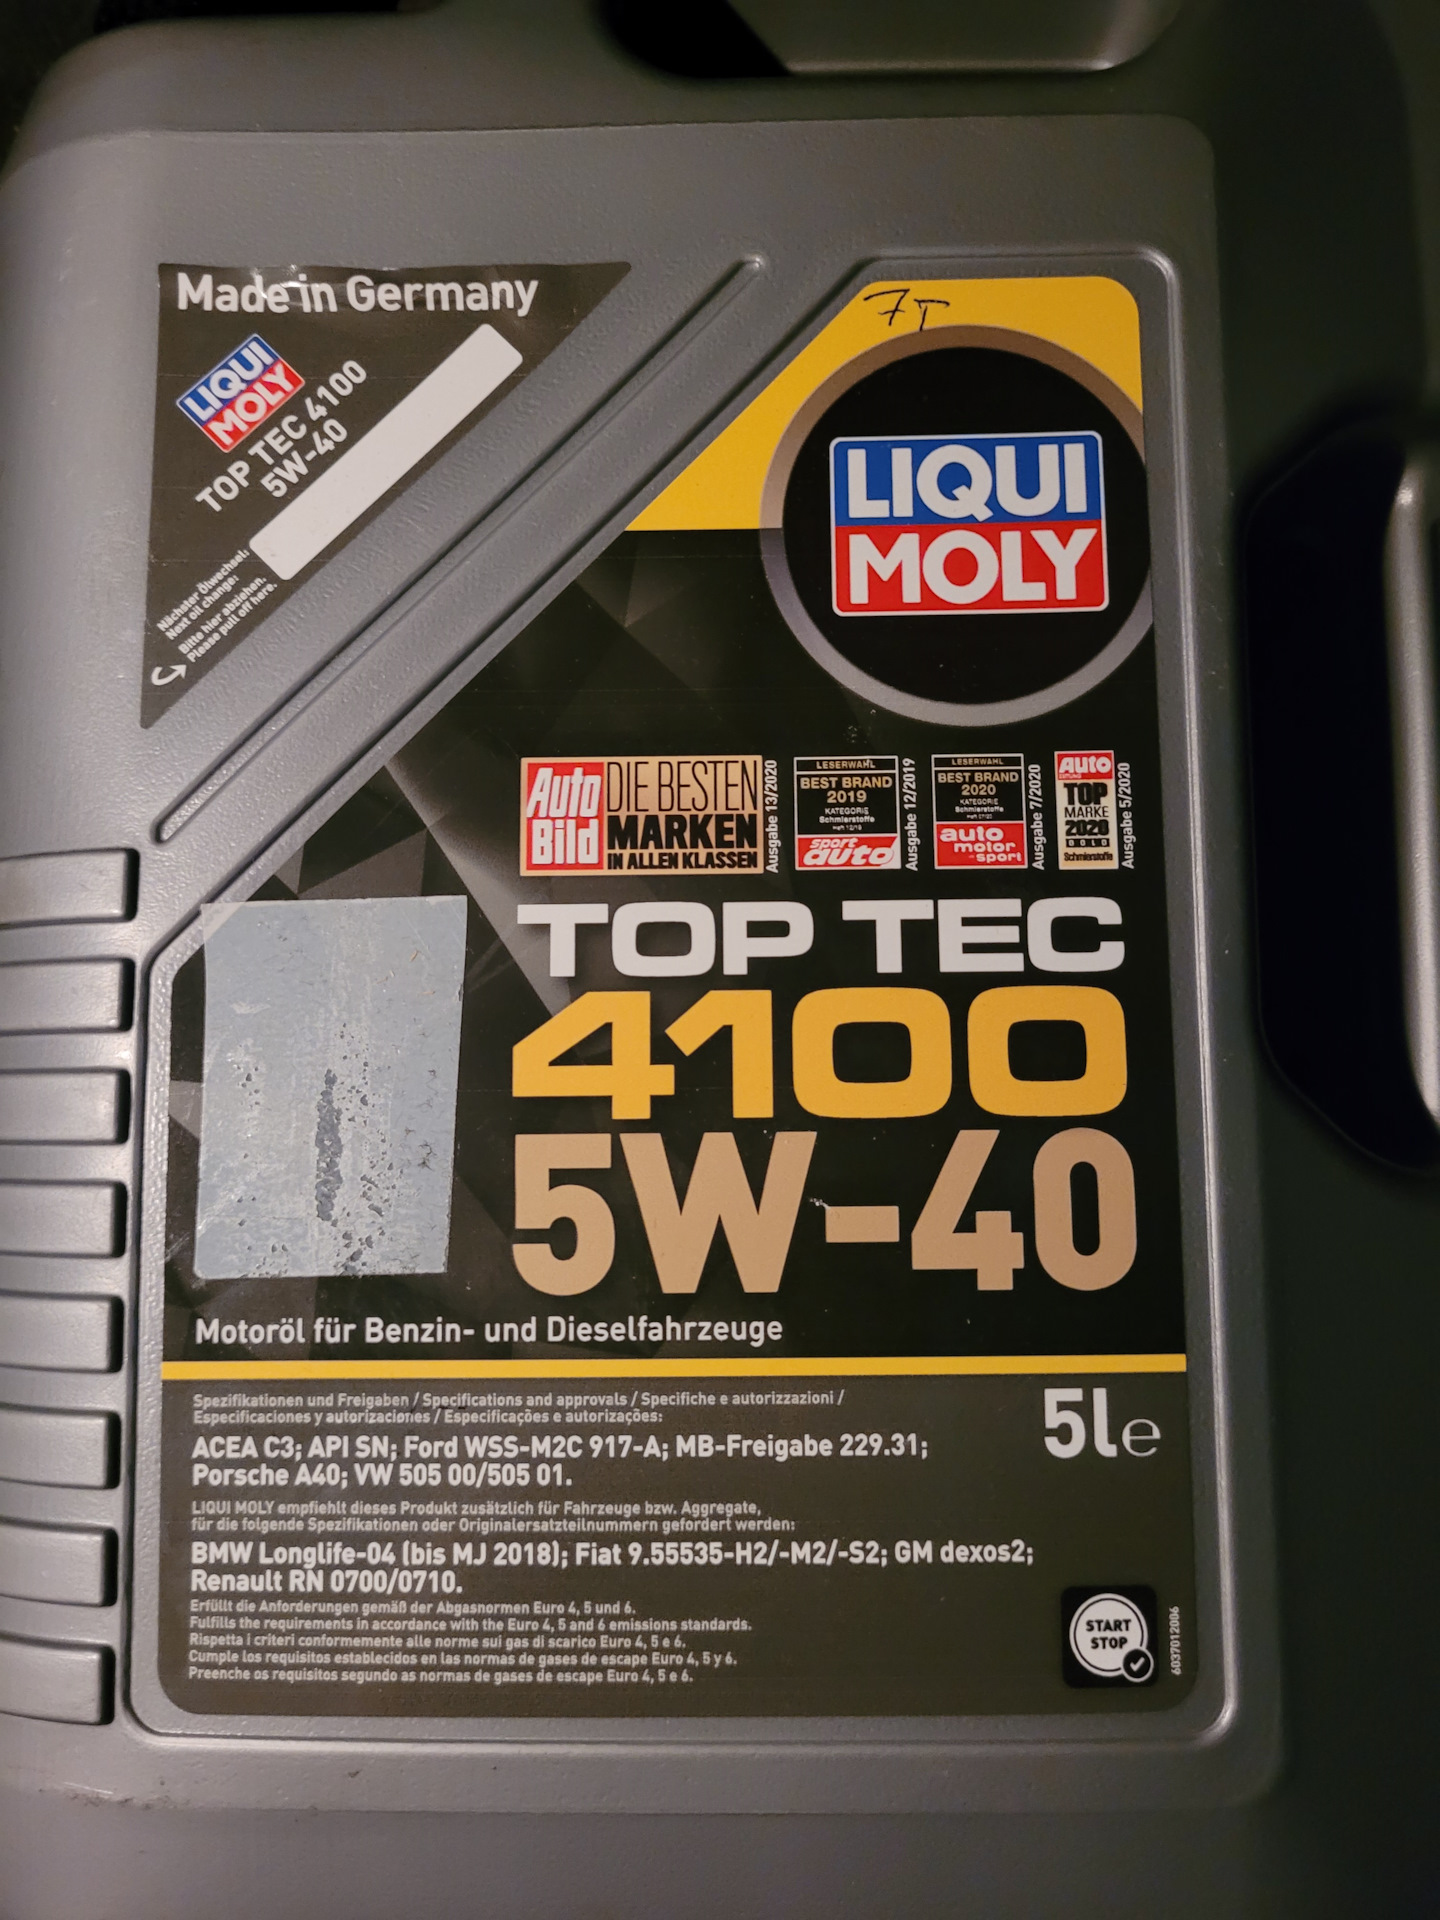 Made in Germany
LIQUI
MOLY
TOP TEC 4100
5W-40
Nächster Ölwechsel:
Next oil change:
Bitte hier abziehen.
Please pull off here.
7T
LIQUI
MOLY
Auto
Bild
DIE BESTEN
MARKEN
IN ALLEN KLASSEN
Ausgabe 13/2020
LESERWAHL
BEST BRAND
2019
KATEGORIE
Schmierstoffe
sport
auto
Ausgabe 12/2019
LESERWAHL
BEST BRAND
2020
KATEGORIE
Schmierstoffe
auto
motor
sport
Ausgabe 7/2020
Auto
ZEITUNG
TOP
MARKE
2020
GOLD
Schmierstoffe
Ausgabe 5/2020
TOP TEC
4100
5W-40
Motoröl für Benzin- und Dieselfahrzeuge
Spezifikationen und Freigaben / Specifications and approvals / Specifiche e autorizzazioni /
Especificaciones y autorizaciones / Especificações e autorizações:
ACEA C3; API SN; Ford WSS-M2C 917-A; MB-Freigabe 229.31;
Porsche A40; VW 505 00/505 01.
5l e
LIQUI MOLY empfiehlt dieses Produkt zusätzlich für Fahrzeuge bzw. Aggregate,
für die folgende Spezifikationen oder Originalersatzteilnummern gefordert werden:
BMW Longlife-04 (bis MJ 2018); Fiat 9.55535-H2/-M2/-S2; GM dexos2;
Renault RN 0700/0710.
Erfüllt die Anforderungen gemäß der Abgasnormen Euro 4, 5 und 6.
Fulfills the requirements in accordance with the Euro 4, 5 and 6 emissions standards.
Rispetta i criteri conformemente alle norme sui gas di scarico Euro 4, 5 e 6.
Cumple los requisitos establecidos en las normas de gases de escape Euro 4, 5 y 6.
Preenche os requisitos segundo as normas de gases de escape Euro 4, 5 e 6.
START
STOP
6037012006